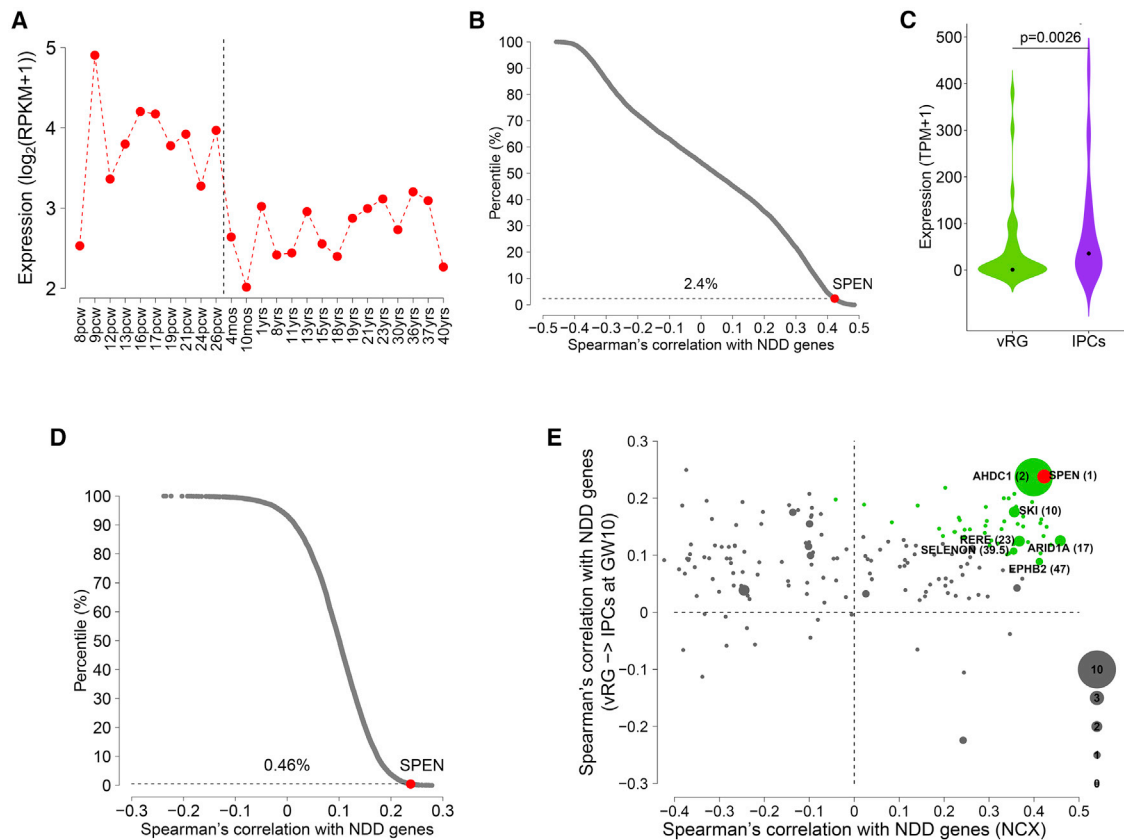 A
Expression (log2(RPKM+1))
5
4
3
2
8pcw
9pcw
12pcw
13pcw
16pcw
17pcw
19pcw
21pcw
24pcw
26pcw
4mos
10mos
1yrs
8yrs
11yrs
13yrs
15yrs
18yrs
19yrs
21yrs
23yrs
30yrs
36yrs
37yrs
40yrs
B
Percentile (%)
100
90
80
70
60
50
40
30
20
10
0
2.4%
SPEN
−0.5 −0.4 −0.3 −0.2 −0.1 0 0.1 0.2 0.3 0.4 0.5
Spearman's correlation with NDD genes
C
Expression (TPM+1)
500
400
300
200
100
0
p=0.0026
vRG IPCs
D
Percentile (%)
100
90
80
70
60
50
40
30
20
10
0
0.46%
SPEN
−0.3 −0.2 −0.1 0 0.1 0.2 0.3
Spearman's correlation with NDD genes
E
Spearman's correlation with NDD genes
(vRG −> IPCs at GW10)
0.3
0.2
0.1
0
−0.1
−0.2
−0.3
AHDC1 (2)
SPEN (1)
SKI (10)
RERE (23)
ARID1A (17)
SELENON (39.5)
EPHB2 (47)
10
3
2
1
0
−0.4 −0.3 −0.2 −0.1 0 0.1 0.2 0.3 0.4 0.5
Spearman's correlation with NDD genes (NCX)